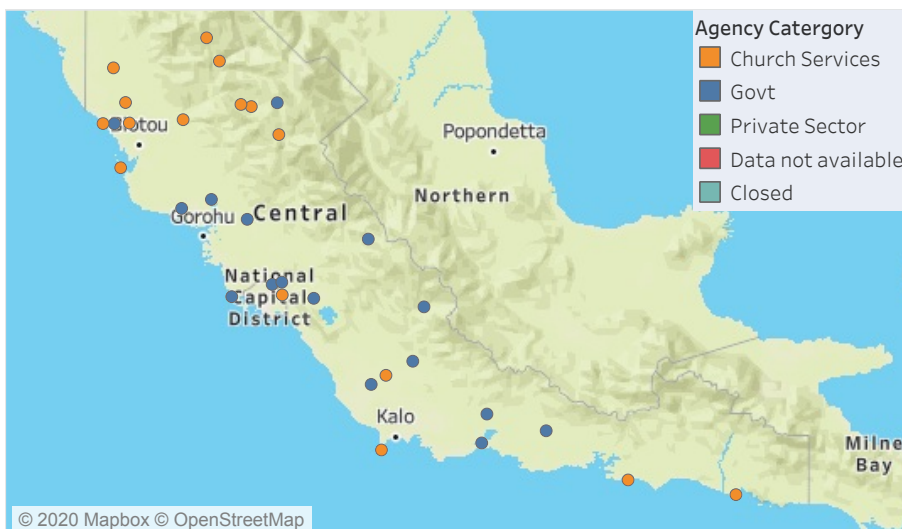 Agency Catergory
Church Services
Govt
Private Sector
Data not available
Closed
Popondetta
Northern
Central
Gorohu
National
Capital
District
Kalo
Milne
Bay
© 2020 Mapbox © OpenStreetMap